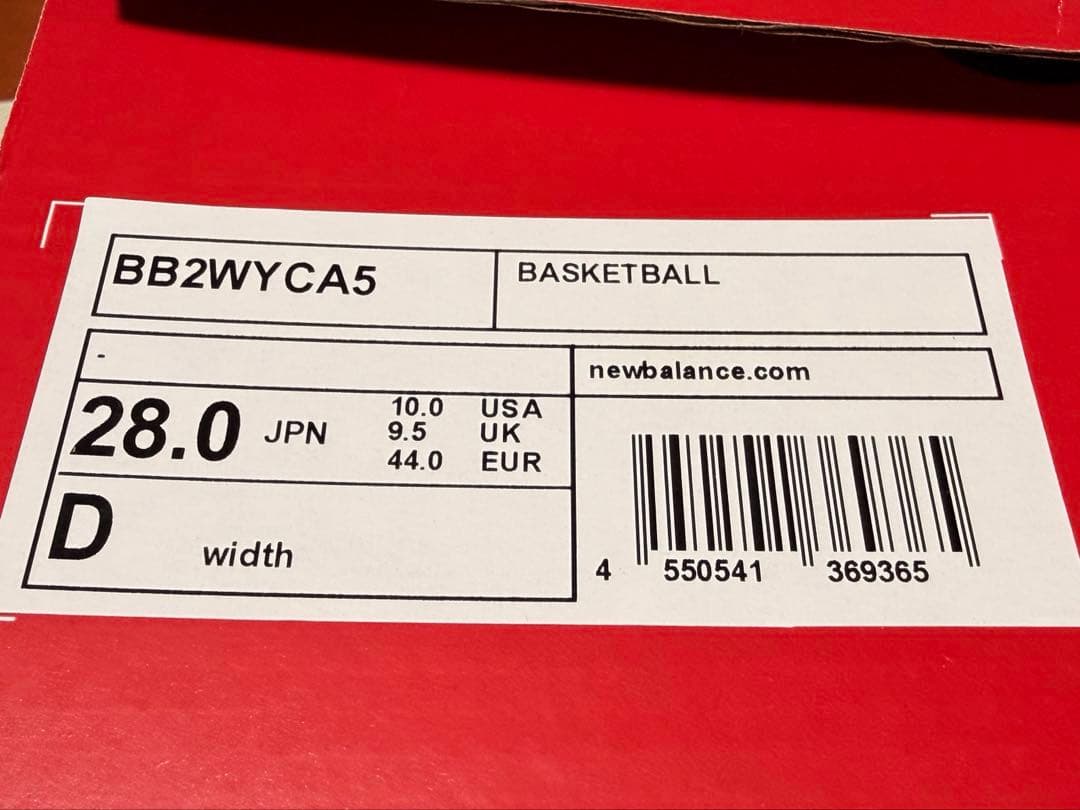 BB2WYCA5
BASKETBALL
-
newbalance.com
28.0 JPN
10.0 USA
9.5 UK
44.0 EUR
D width
4 550541 369365